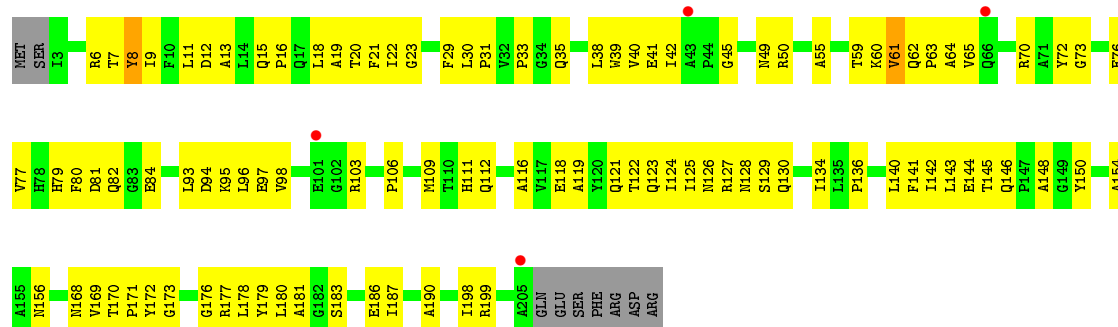 MET SER I3 R6 T7 V8 I9 F10 L11 D12 A13 L14 Q15 P16 Q17 L18 A19 T20 F21 I22 G23 F29 L30 P31 V32 P33 G34 Q35 L38 W39 V40 E41 I42 A43 P44 G45 N49 R50 A55 T59 K60 V61 Q62 P63 A64 V65 Q66 R70 A71 Y72 G73 F76
V77 H78 H79 F80 D81 Q82 G83 E84 L93 D94 K95 L96 E97 V98 E101 G102 R103 P106 M109 T110 H111 Q112 A116 V117 E118 A119 Y120 Q121 T122 Q123 I124 I125 N126 R127 N128 S129 Q130 I134 L135 P136 L140 F141 I142 L143 E144 T145 Q146 P147 A148 G149 Y150 A154
A155 N156 N168 V169 T170 P171 Y172 G173 G176 R177 L178 Y179 L180 A181 G182 S183 E186 I187 A190 I198 R199 A205 GLN GLU SER PHE ARG ASP ARG